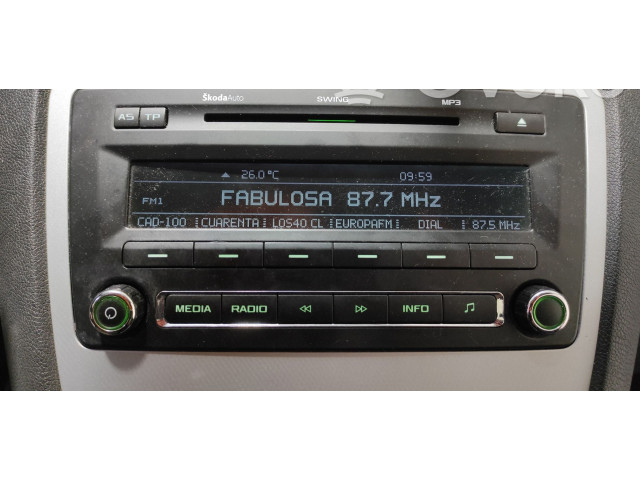 ŠkodaAuto SWING MP3
AS TP
26.0°C 09:59
FM1 FABULOSA 87.7 MHz
CAD-100 CUARENTA LOS40 CL EUROPAFM DIAL 87.5 MHz
MEDIA RADIO INFO